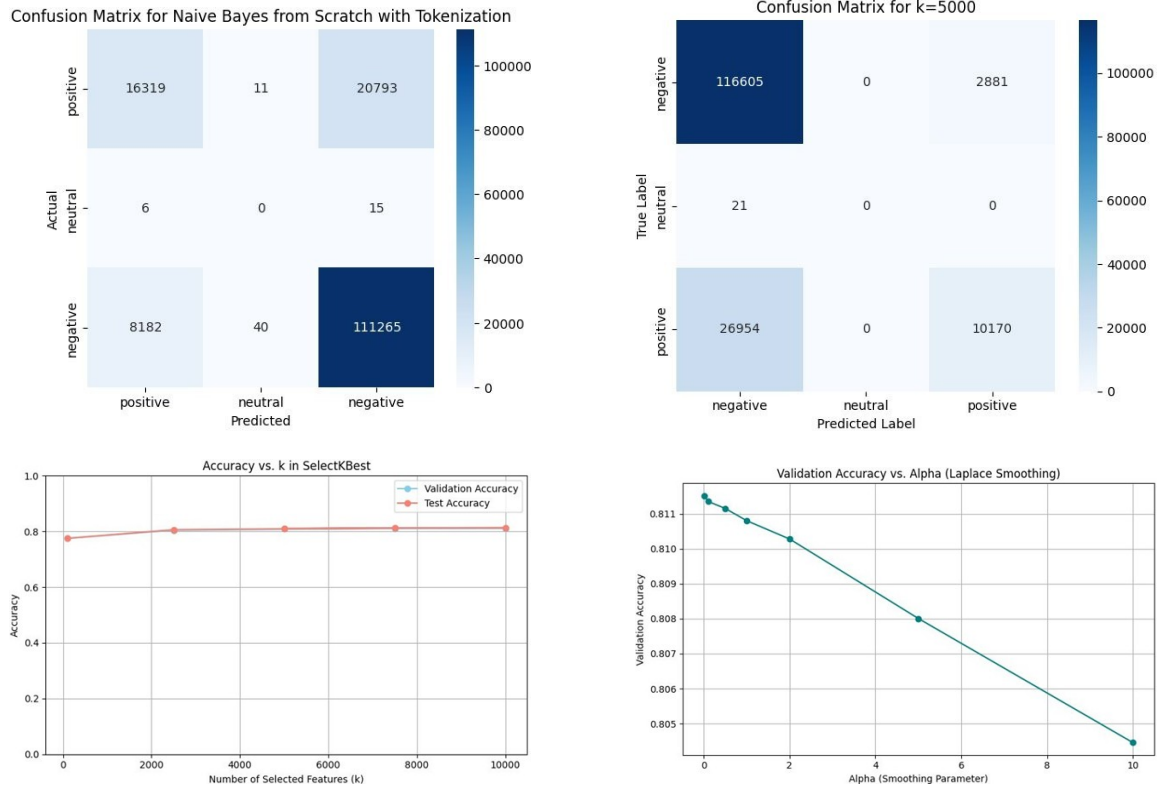 Confusion Matrix for Naive Bayes from Scratch with Tokenization
positive
neutral
negative
Actual
16319 11 20793
6 0 15
8182 40 111265
positive neutral negative
Predicted
100000
80000
60000
40000
20000
0
Confusion Matrix for k=5000
negative
neutral
positive
True Label
116605 0 2881
21 0 0
26954 0 10170
negative neutral positive
Predicted Label
100000
80000
60000
40000
20000
0
Accuracy vs. k in SelectKBest
Validation Accuracy
Test Accuracy
1.0
0.8
0.6
0.4
0.2
0.0
Accuracy
0 2000 4000 6000 8000 10000
Number of Selected Features (k)
Validation Accuracy vs. Alpha (Laplace Smoothing)
0.811
0.810
0.809
0.808
0.807
0.806
0.805
Validation Accuracy
0 2 4 6 8 10
Alpha (Smoothing Parameter)